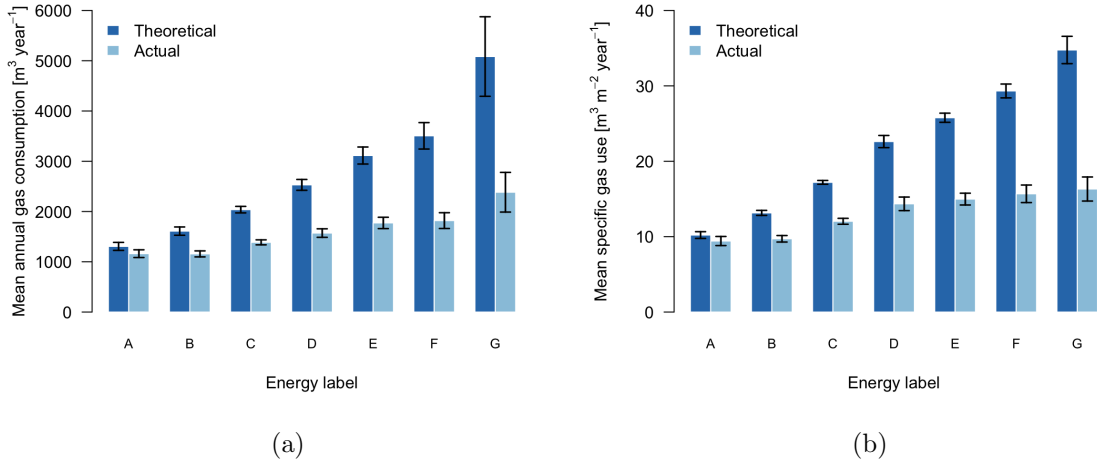 Mean annual gas consumption [m³ year⁻¹]
6000
5000
4000
3000
2000
1000
0
Theoretical
Actual
A B C D E F G
Energy label
(a)
Mean specific gas use [m³ m⁻² year⁻¹]
40
30
20
10
0
Theoretical
Actual
A B C D E F G
Energy label
(b)